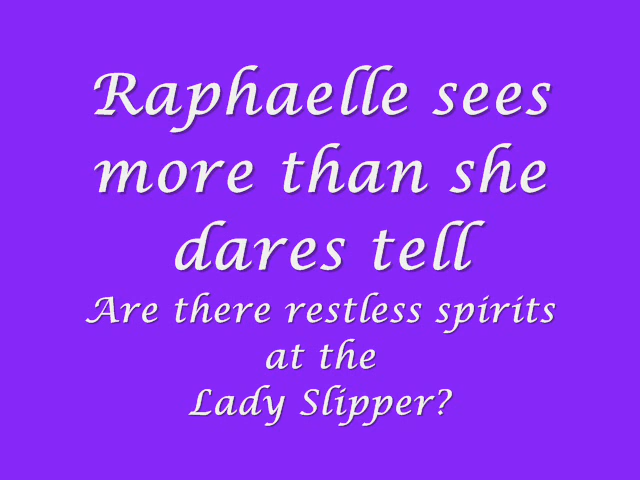 Raphaelle sees
more than she
dares tell
Are there restless spirits
at the
Lady Slipper?